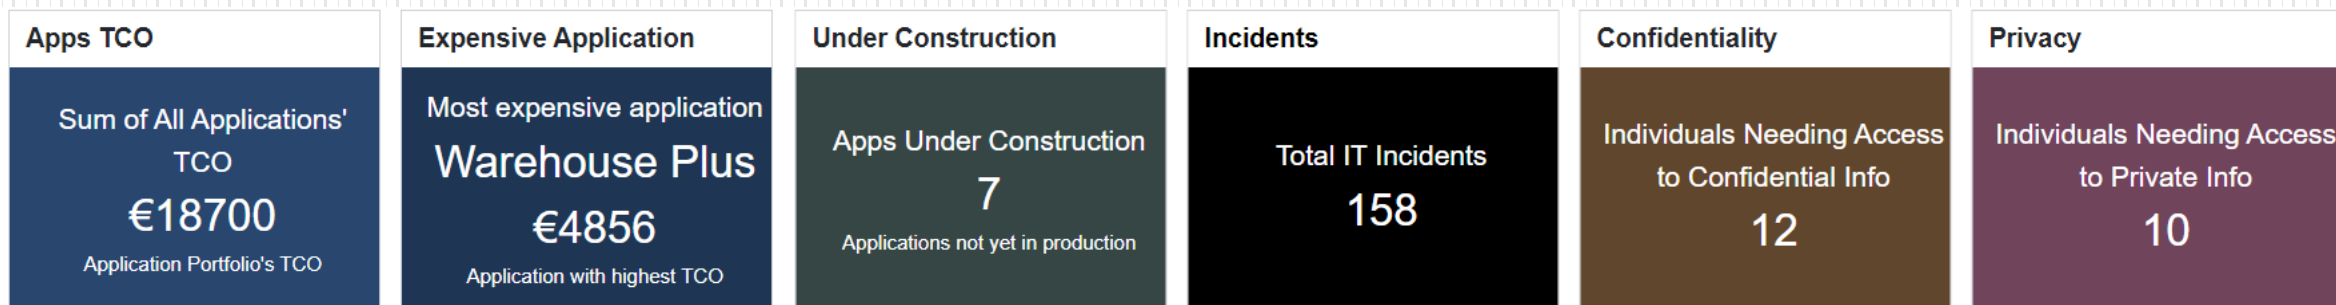 Apps TCO
Sum of All Applications'
TCO
€18700
Application Portfolio's TCO
Expensive Application
Most expensive application
Warehouse Plus
€4856
Application with highest TCO
Under Construction
Apps Under Construction
7
Applications not yet in production
Incidents
Total IT Incidents
158
Confidentiality
Individuals Needing Access
to Confidential Info
12
Privacy
Individuals Needing Access
to Private Info
10